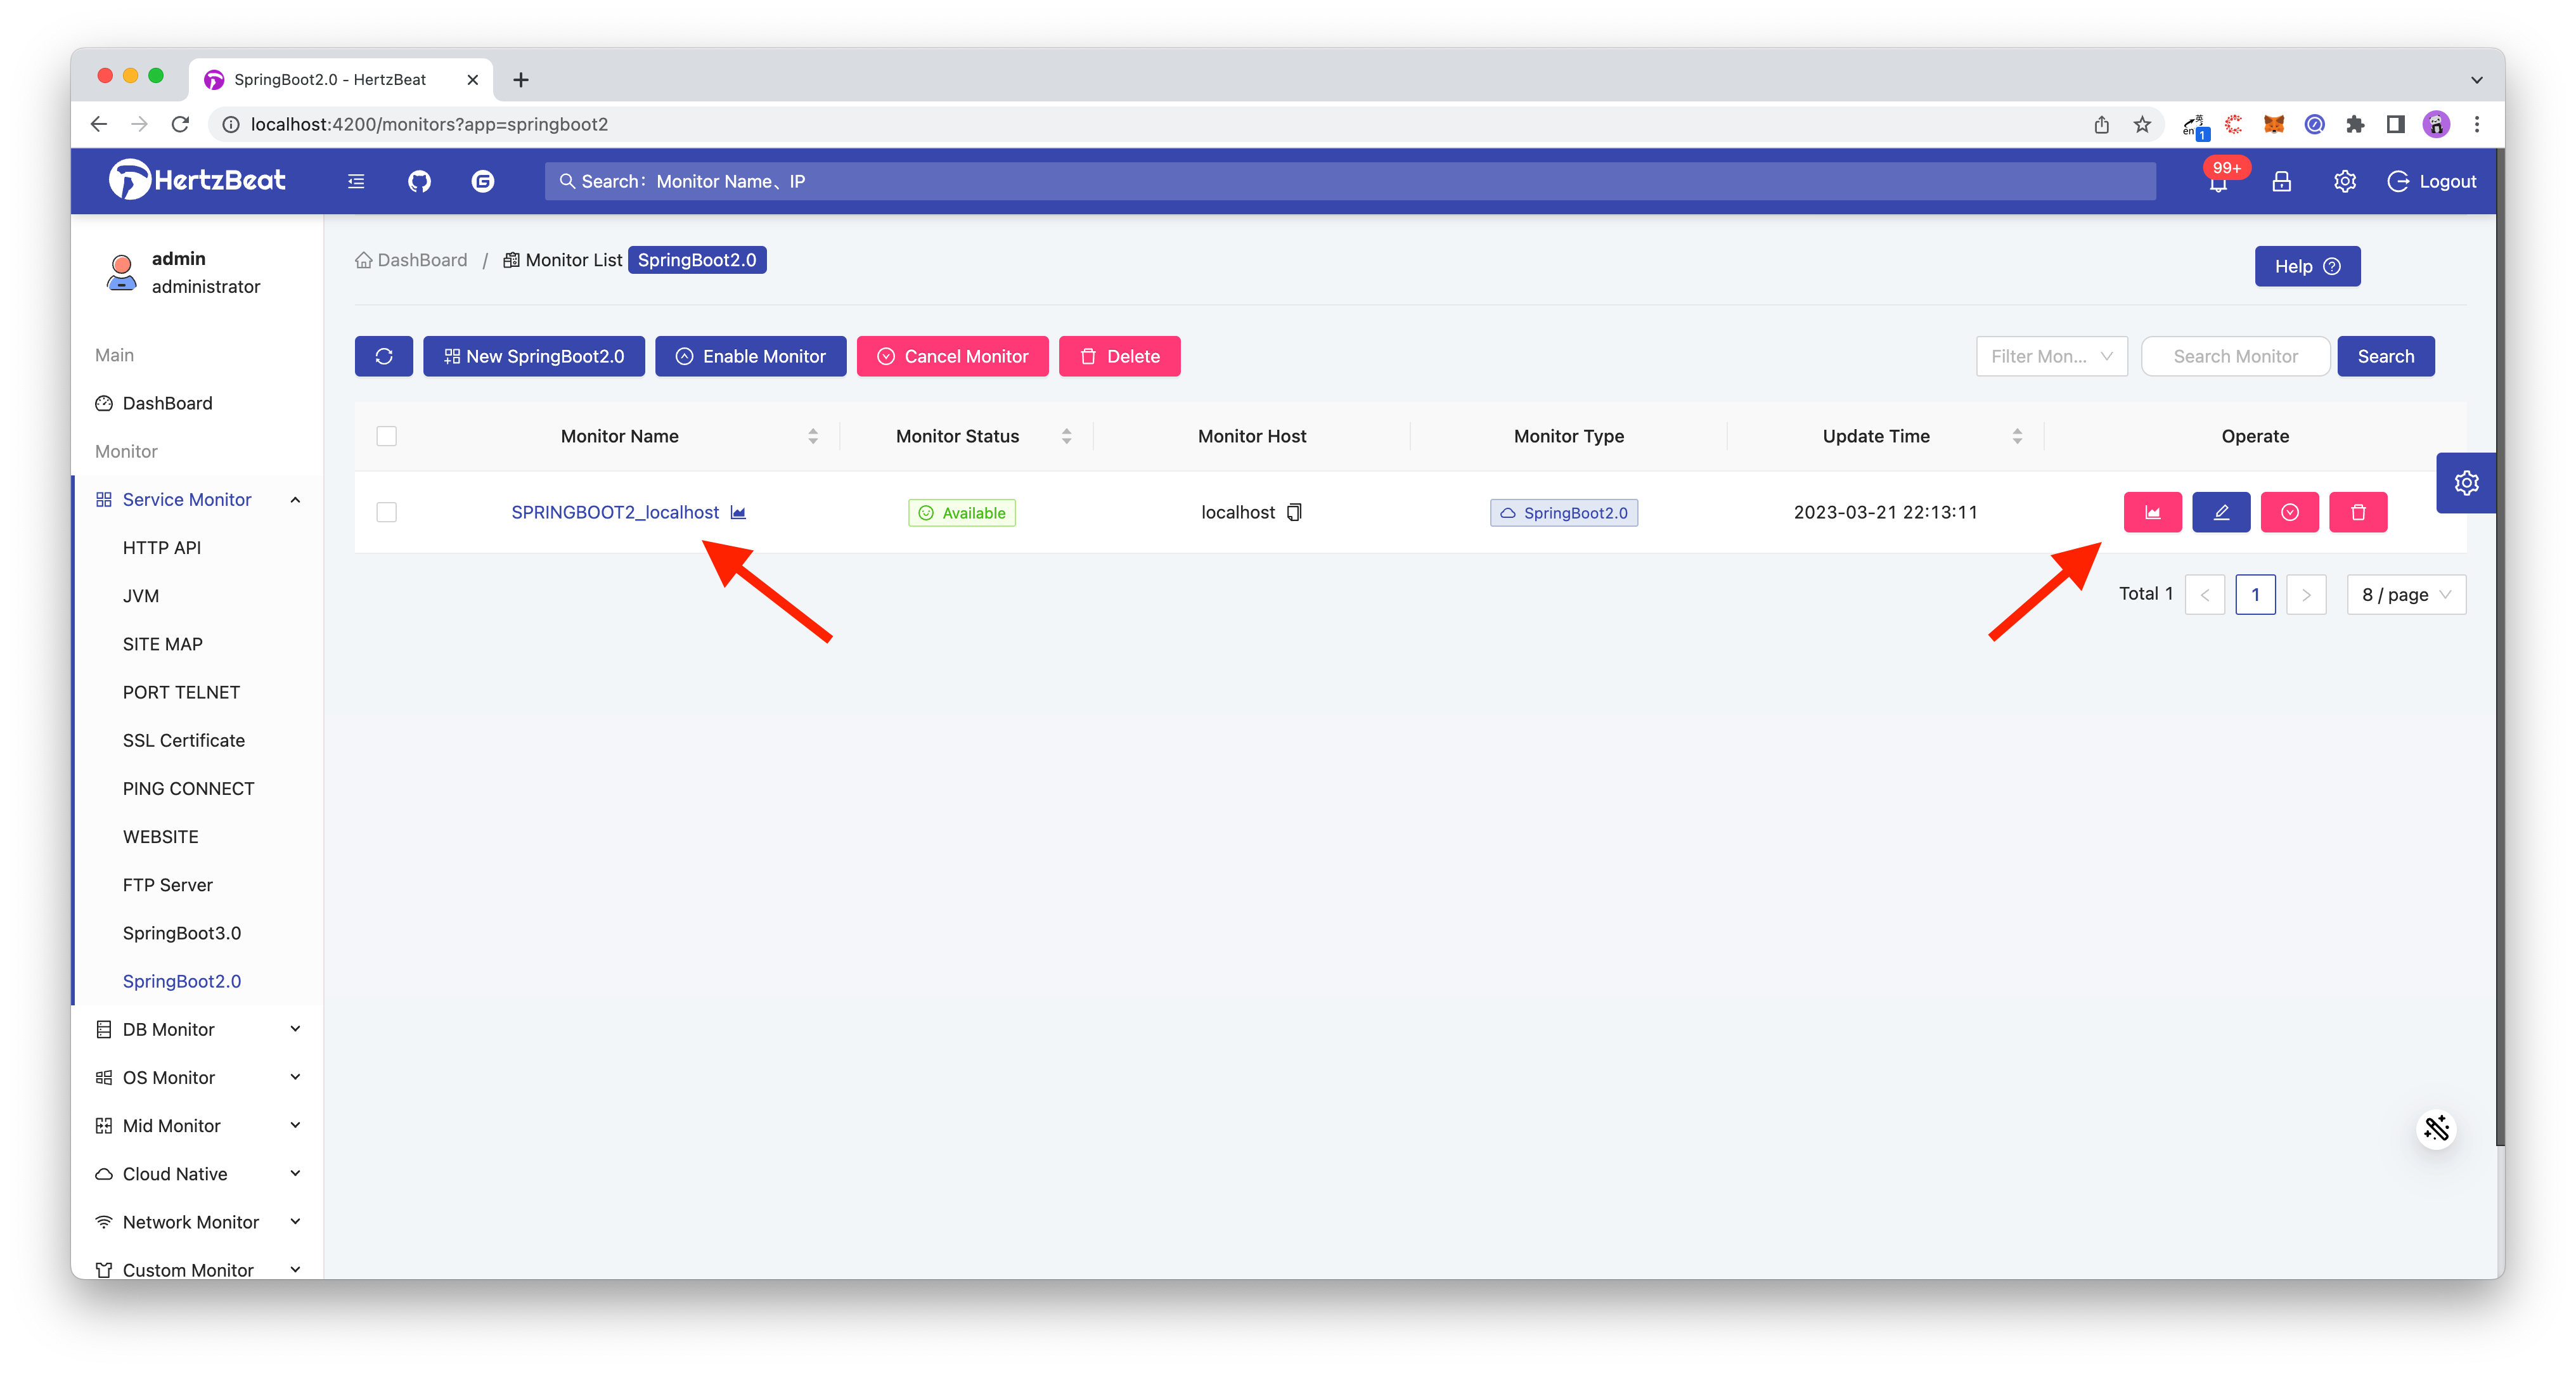 SpringBoot2.0 - HertzBeat
localhost:4200/monitors?app=springboot2
英
en
1
HertzBeat
Search：Monitor Name、IP
99+
Logout
admin
administrator
DashBoard / Monitor List SpringBoot2.0
Help
Main
New SpringBoot2.0
Enable Monitor
Cancel Monitor
Delete
Filter Mon...
Search Monitor
Search
DashBoard
Monitor
Monitor Name
Monitor Status
Monitor Host
Monitor Type
Update Time
Operate
SPRINGBOOT2_localhost
Available
localhost
SpringBoot2.0
2023-03-21 22:13:11
Total 1
1
8 / page
Service Monitor
HTTP API
JVM
SITE MAP
PORT TELNET
SSL Certificate
PING CONNECT
WEBSITE
FTP Server
SpringBoot3.0
SpringBoot2.0
DB Monitor
OS Monitor
Mid Monitor
Cloud Native
Network Monitor
Custom Monitor